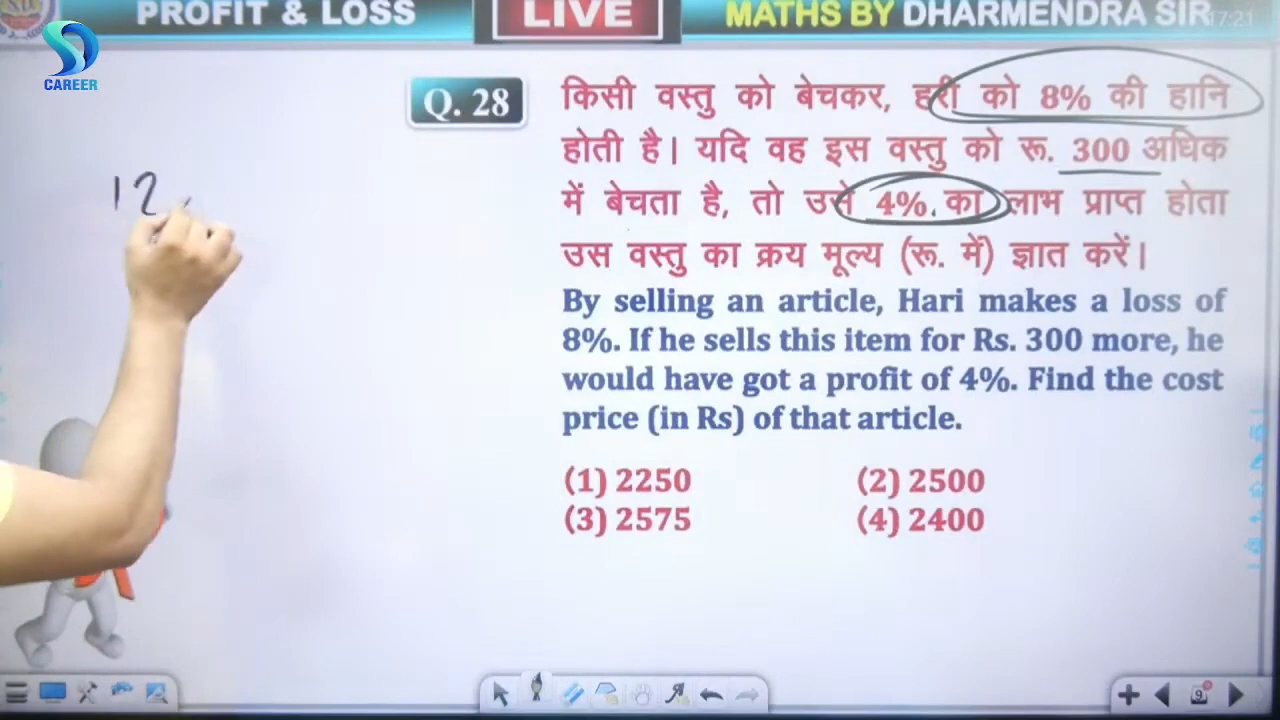 PROFIT & LOSS
LIVE
MATHS BY DHARMENDRA SIR
17:21
CAREER
Q. 28
किसी वस्तु को बेचकर, हरी को 8% की हानि
होती है। यदि वह इस वस्तु को रू. 300 अधिक
में बेचता है, तो उसे 4% का लाभ प्राप्त होता
उस वस्तु का क्रय मूल्य (रू. में) ज्ञात करें।
By selling an article, Hari makes a loss of
8%. If he sells this item for Rs. 300 more, he
would have got a profit of 4%. Find the cost
price (in Rs) of that article.
(1) 2250 (2) 2500
(3) 2575 (4) 2400
12